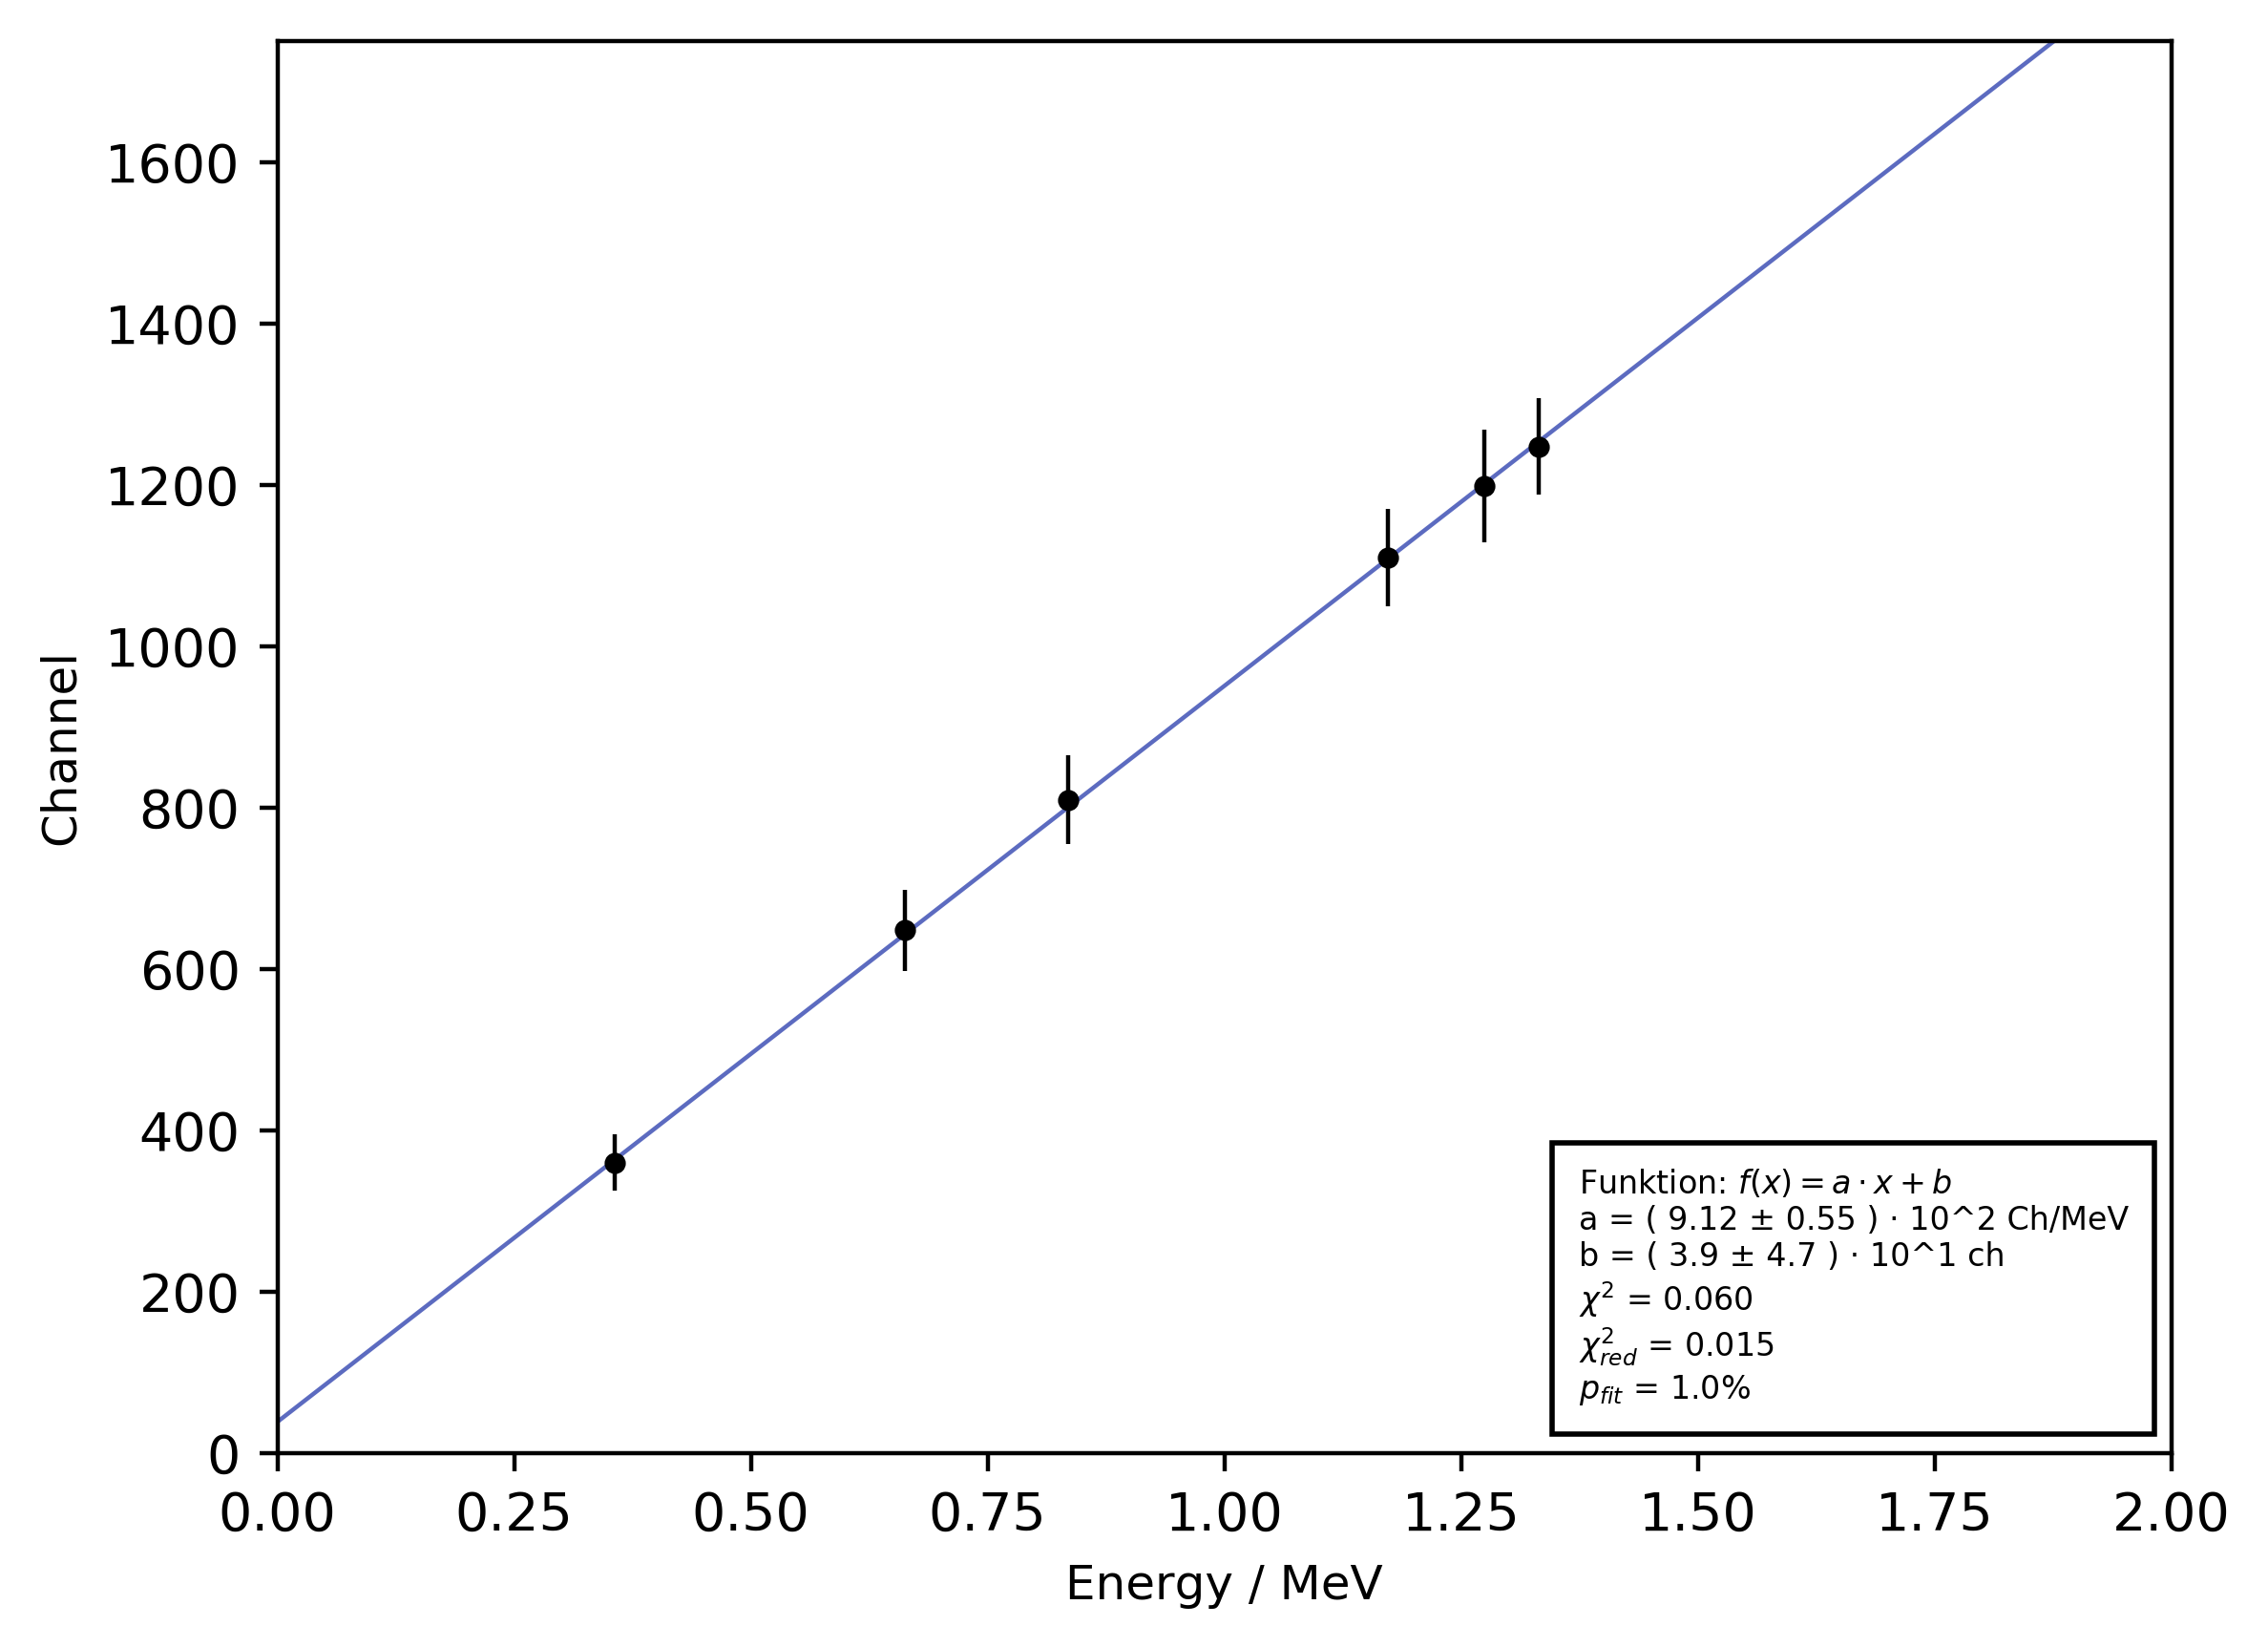 1600
1400
1200
1000
800
600
400
200
0
Channel
0.00 0.25 0.50 0.75 1.00 1.25 1.50 1.75 2.00
Energy / MeV
Funktion: f(x) = a · x + b
a = ( 9.12 ± 0.55 ) · 10^2 Ch/MeV
b = ( 3.9 ± 4.7 ) · 10^1 ch
χ² = 0.060
χ²_red = 0.015
p_fit = 1.0%